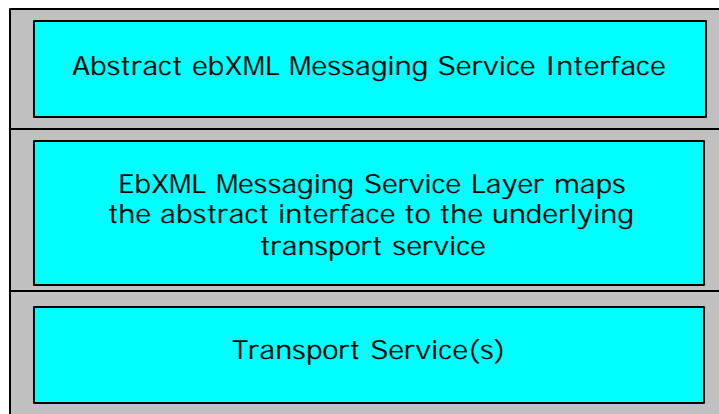 Abstract ebXML Messaging Service Interface
EbXML Messaging Service Layer maps
the abstract interface to the underlying
transport service
Transport Service(s)